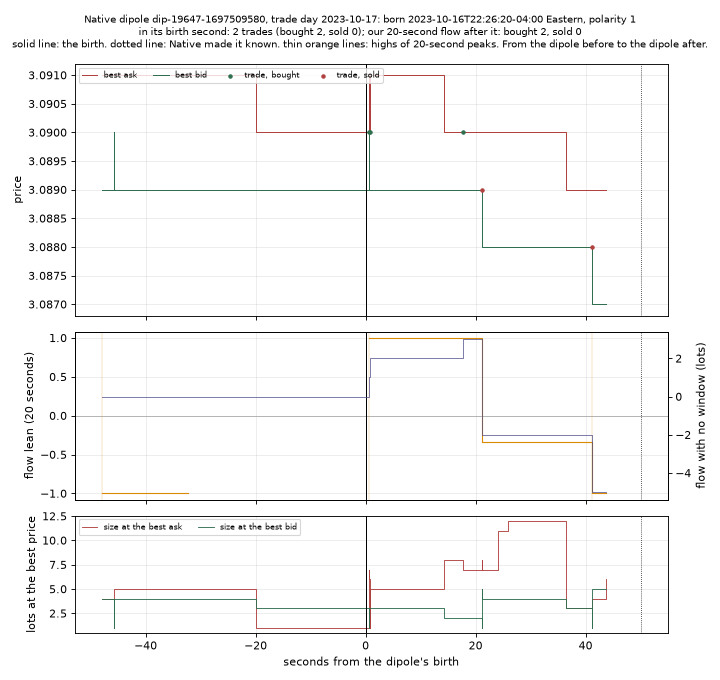 Native dipole dip-19647-1697509580, trade day 2023-10-17: born 2023-10-16T22:26:20-04:00 Eastern, polarity 1
in its birth second: 2 trades (bought 2, sold 0); our 20-second flow after it: bought 2, sold 0
solid line: the birth. dotted line: Native made it known. thin orange lines: highs of 20-second peaks. From the dipole before to the dipole after.
best ask best bid trade, bought trade, sold
3.0910
3.0905
3.0900
3.0895
3.0890
3.0885
3.0880
3.0875
3.0870
price
1.0
0.5
0.0
−0.5
−1.0
flow lean (20 seconds)
2
0
−2
−4
flow with no window (lots)
size at the best ask size at the best bid
12.5
10.0
7.5
5.0
2.5
lots at the best price
−40 −20 0 20 40
seconds from the dipole's birth